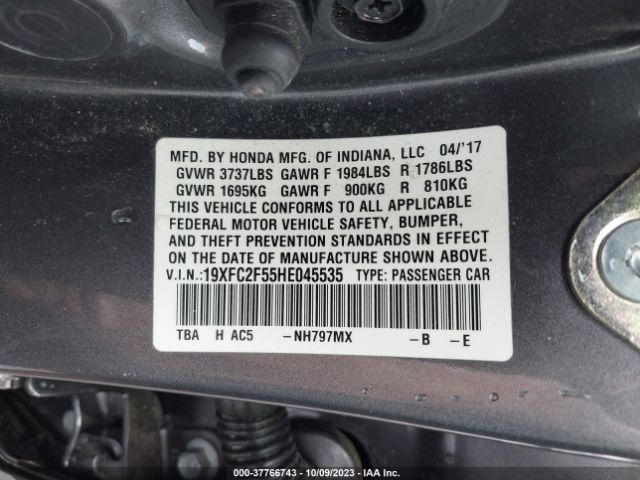 MFD. BY HONDA MFG. OF INDIANA, LLC 04/'17
GVWR 3737LBS GAWR F 1984LBS R 1786LBS
GVWR 1695KG GAWR F 900KG R 810KG
THIS VEHICLE CONFORMS TO ALL APPLICABLE
FEDERAL MOTOR VEHICLE SAFETY, BUMPER,
AND THEFT PREVENTION STANDARDS IN EFFECT
ON THE DATE OF MANUFACTURE SHOWN ABOVE.
V.I.N.:19XFC2F55HE045535 TYPE: PASSENGER CAR
TBA H AC5 -NH797MX -B -E
000-37766743 | 10/09/2023 | IAA Inc.